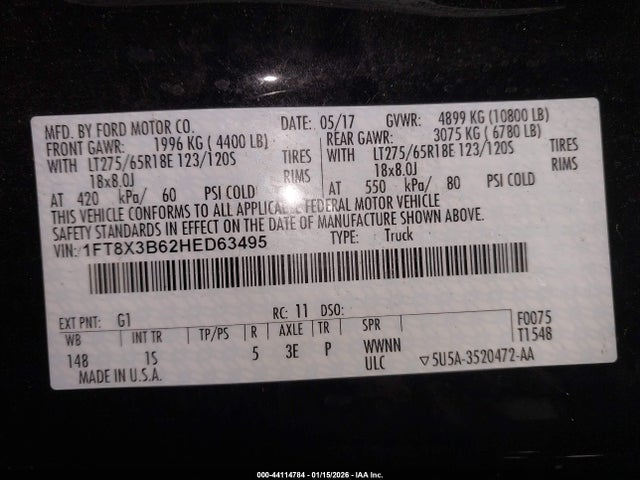 MFD. BY FORD MOTOR CO. DATE: 05/17 GVWR: 4899 KG (10800 LB)
FRONT GAWR: 1996 KG ( 4400 LB) REAR GAWR: 3075 KG ( 6780 LB)
WITH LT275/65R18E 123/120S TIRES WITH LT275/65R18E 123/120S TIRES
18x8.0J RIMS 18x8.0J RIMS
AT 420 kPa/ 60 PSI COLD AT 550 kPa/ 80 PSI COLD
THIS VEHICLE CONFORMS TO ALL APPLICABLE FEDERAL MOTOR VEHICLE
SAFETY STANDARDS IN EFFECT ON THE DATE OF MANUFACTURE SHOWN ABOVE.
VIN: 1FT8X3B62HED63495 TYPE: Truck
EXT PNT: G1 RC: 11 DSO: F0075
WB INT TR TP/PS R AXLE TR SPR T1548
148 1S 5 3E P WWNN
ULC ▽5U5A-3520472-AA
MADE IN U.S.A.
000-44114784 - 01/15/2026 - IAA Inc.